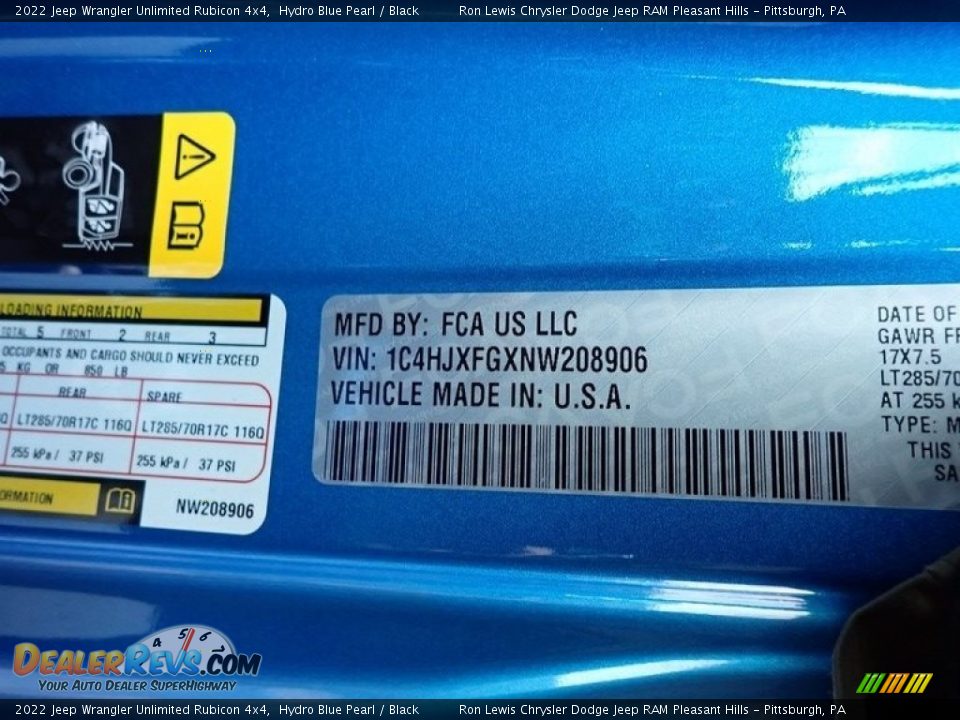 2022 Jeep Wrangler Unlimited Rubicon 4x4, Hydro Blue Pearl / Black Ron Lewis Chrysler Dodge Jeep RAM Pleasant Hills - Pittsburgh, PA
LOADING INFORMATION
TOTAL 5 FRONT 2 REAR 3
OCCUPANTS AND CARGO SHOULD NEVER EXCEED
KG OR 850 LB
REAR SPARE
LT285/70R17C 116Q LT285/70R17C 116Q
255 kPa / 37 PSI 255 kPa / 37 PSI
NW208906
MFD BY: FCA US LLC
VIN: 1C4HJXFGXNW208906
VEHICLE MADE IN: U.S.A.
DATE OF
GAWR FR
17X7.5
LT285/70
AT 255 k
TYPE: M
THIS
SA
DealerRevs.com
4 5 6
Your Auto Dealer SuperHighway
2022 Jeep Wrangler Unlimited Rubicon 4x4, Hydro Blue Pearl / Black Ron Lewis Chrysler Dodge Jeep RAM Pleasant Hills - Pittsburgh, PA